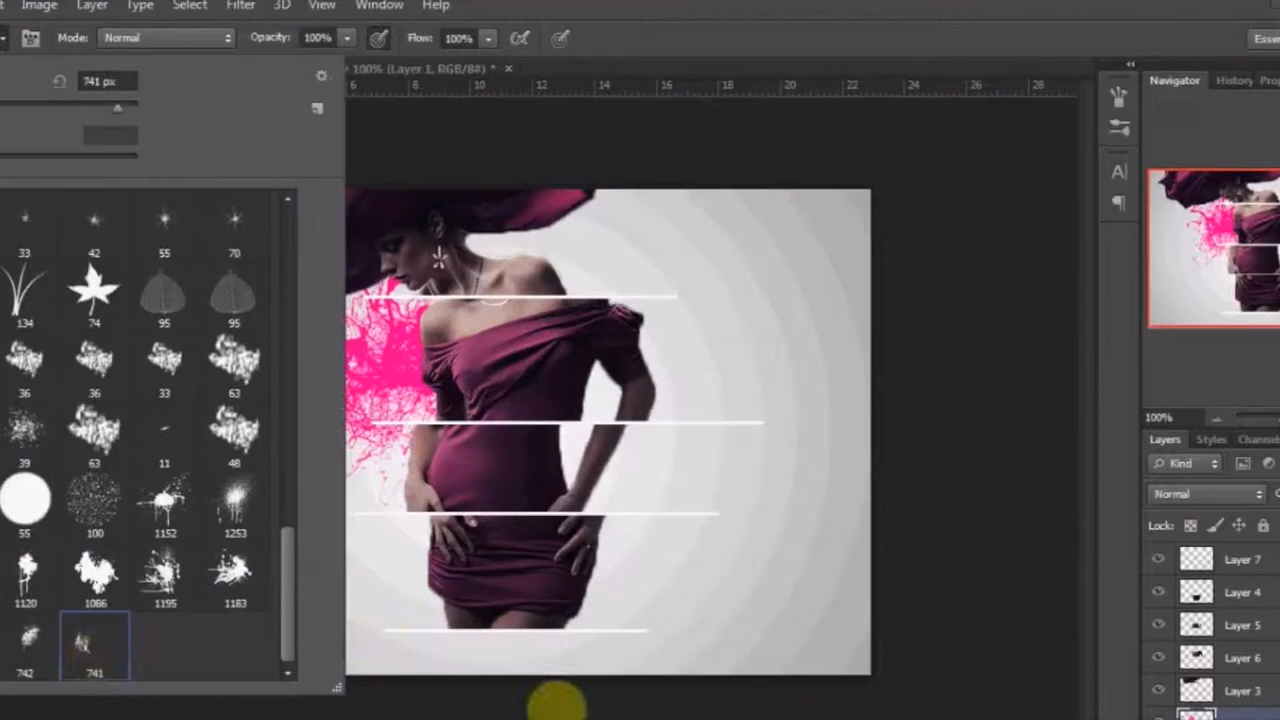 Image Layer Type Select Filter 3D View Window Help
Mode: Normal Opacity: 100% Flow: 100%
741 px
100% (Layer 1, RGB/8#) * ×
6 8 10 12 14 16 18 20 22 24 26 28
Navigator History
33 42 55 70
134 74 95 95
36 36 33 63
39 63 11 48
55 100 1152 1253
1120 1086 1195 1183
742 741
100%
Layers Styles Channe
Kind
Normal
Lock:
Layer 7
Layer 4
Layer 5
Layer 6
Layer 3